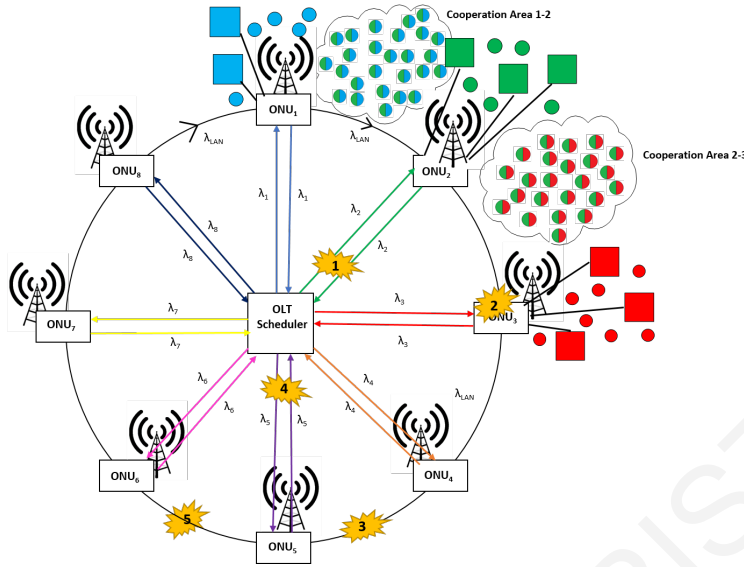 Cooperation Area 1-2
ONU1
λLAN
λLAN
ONU2
Cooperation Area 2-3
ONU8
λ1
λ1
λ2
λ2
λ8
λ8
1
OLT
Scheduler
λ3
λ3
2
ONU3
λ7
λ7
ONU7
λ6
λ6
4
λ5
λ5
λ4
λ4
λLAN
ONU6
ONU4
5
3
ONU5
RIST